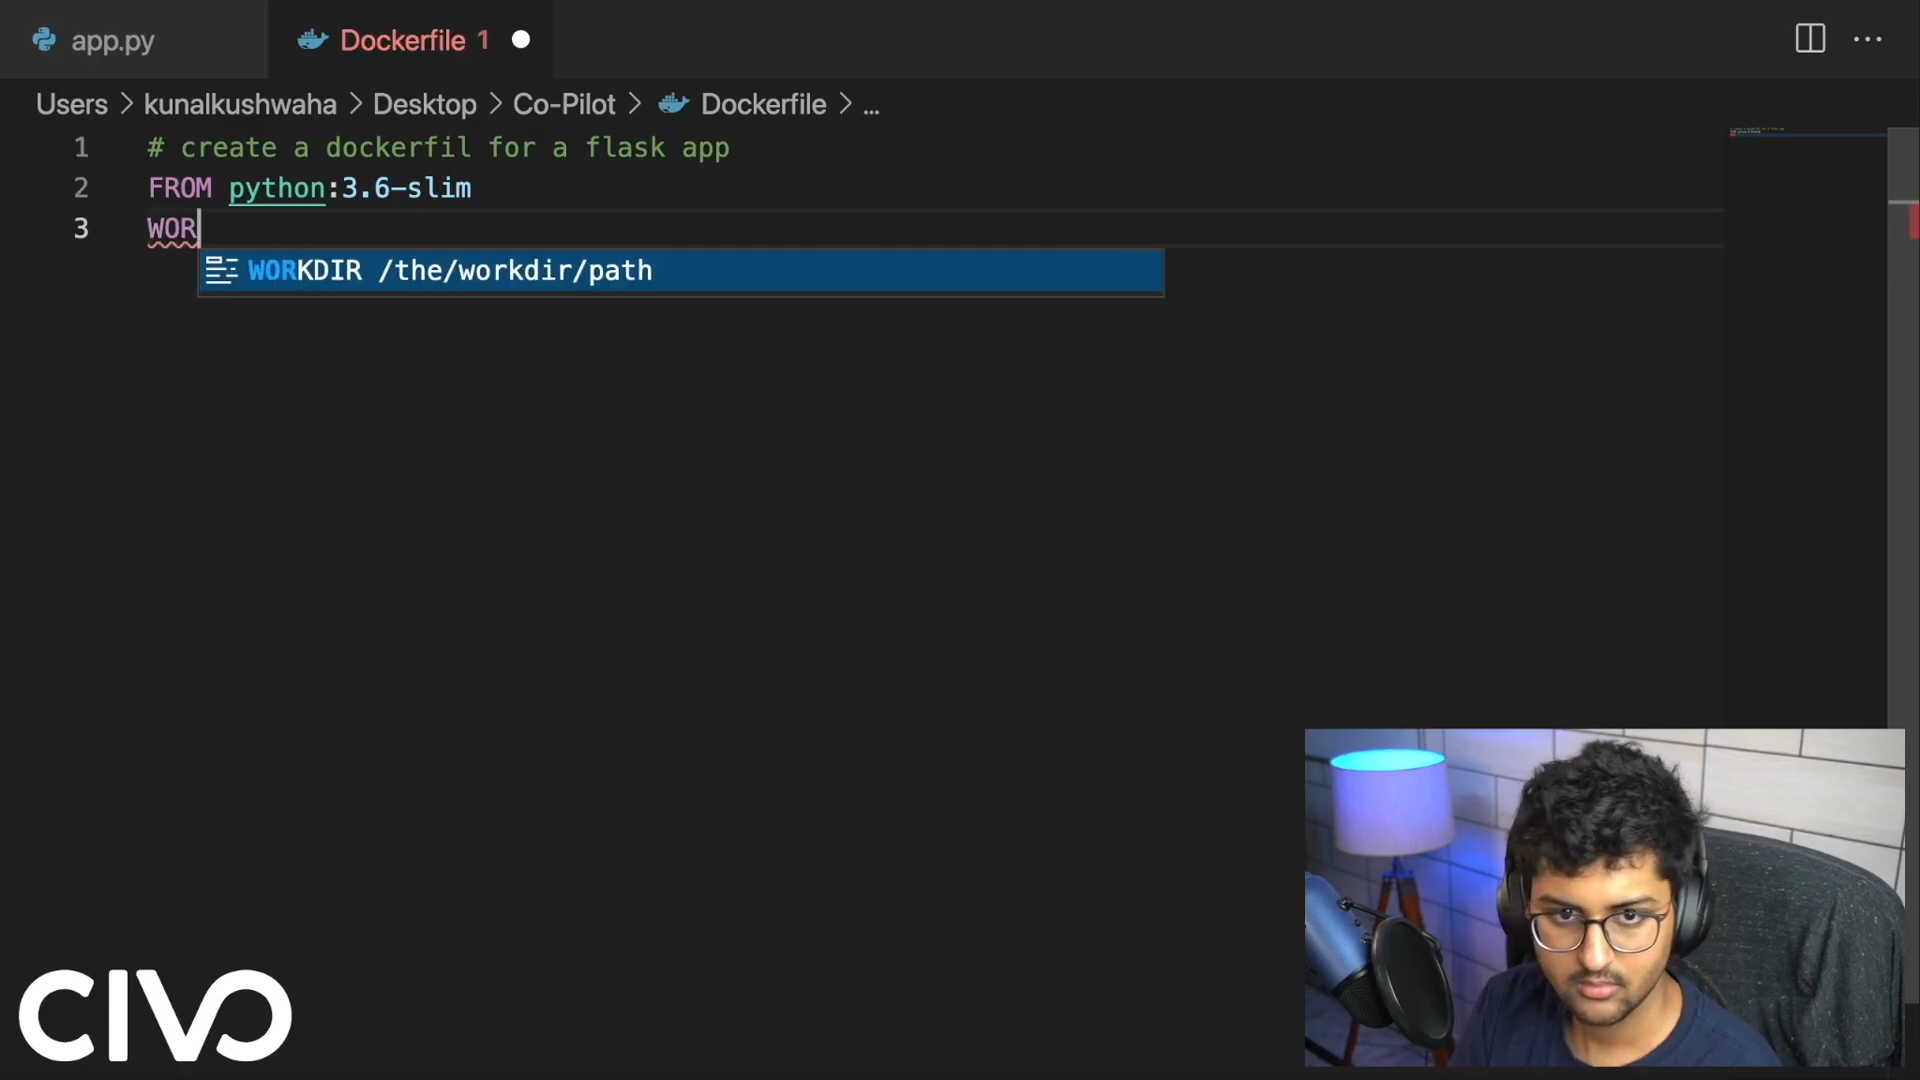 app.py
Dockerfile 1
Users > kunalkushwaha > Desktop > Co-Pilot > Dockerfile > ...
1 # create a dockerfil for a flask app
2 FROM python:3.6-slim
3 WOR
WORKDIR /the/workdir/path
CIVO